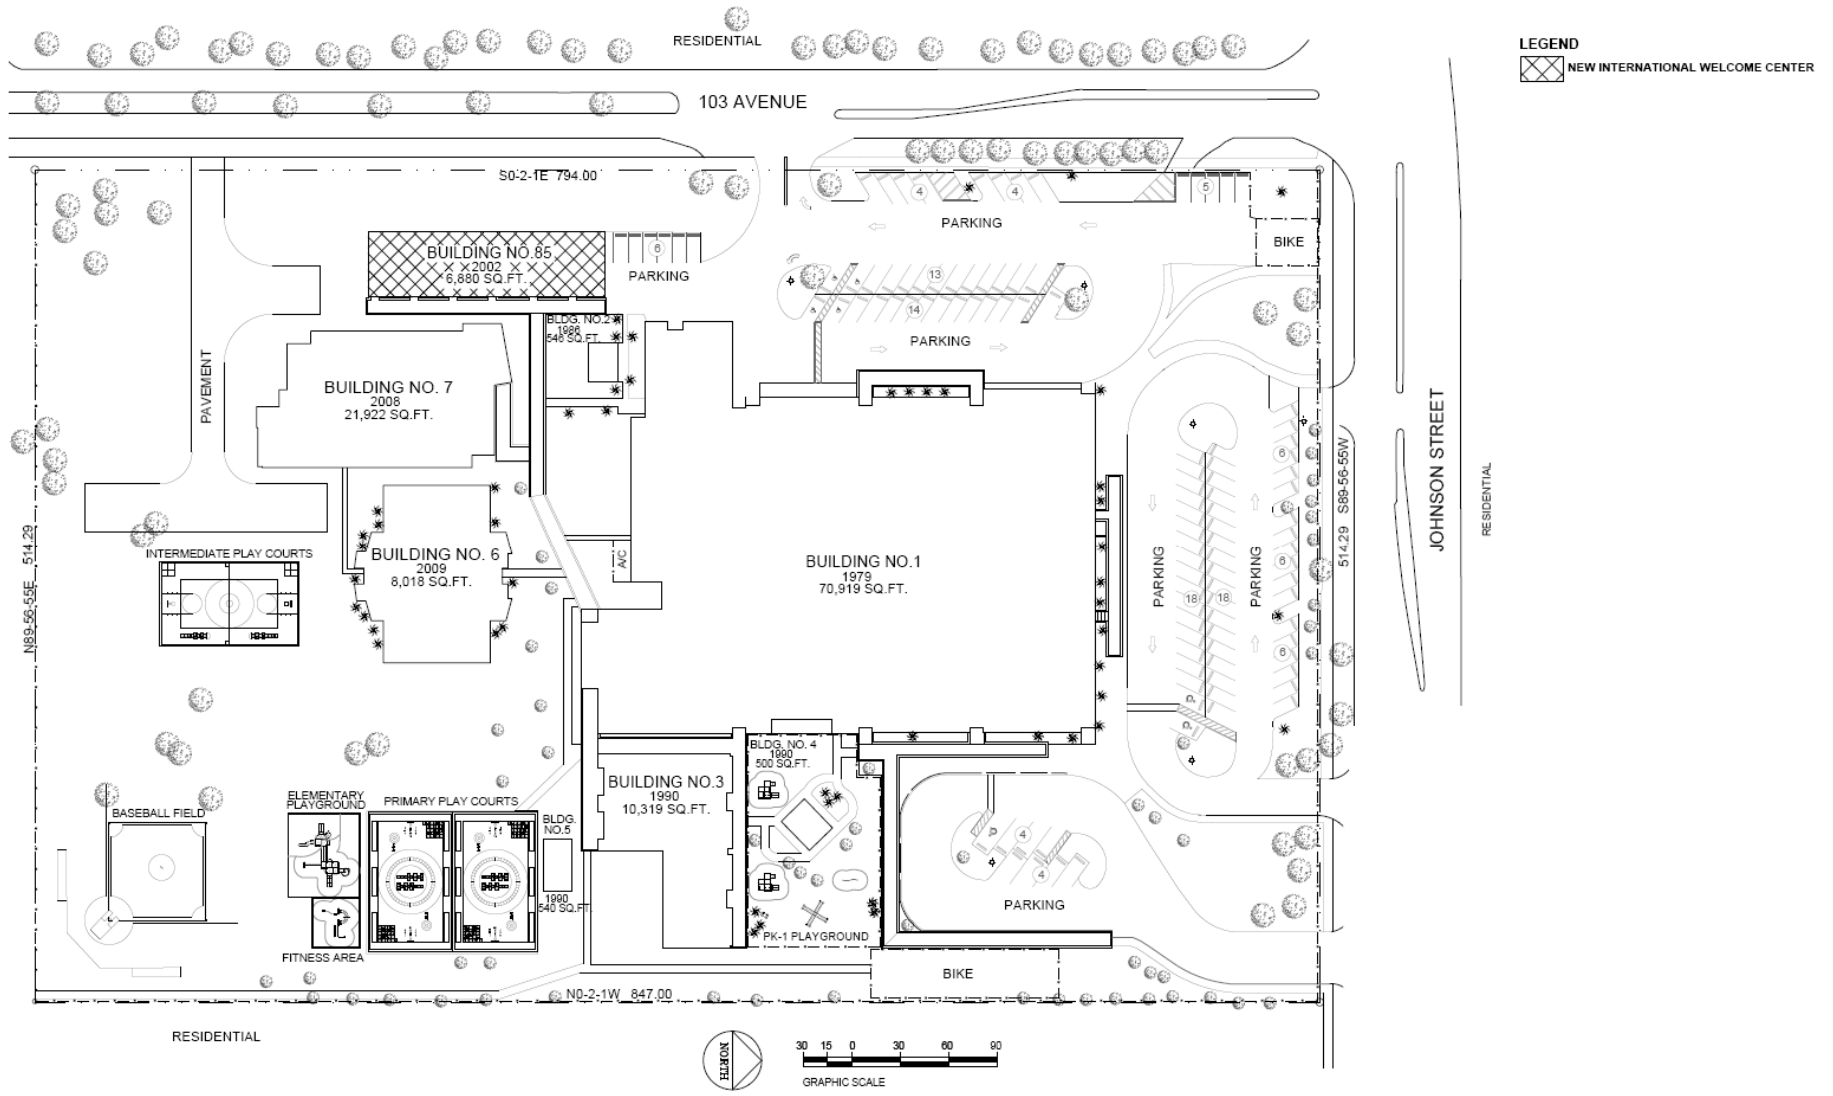 RESIDENTIAL
LEGEND
NEW INTERNATIONAL WELCOME CENTER
103 AVENUE
S0-2-1E 794.00
4
4
5
PARKING
BIKE
BUILDING NO.85
2002
6,880 SQ.FT.
6
PARKING
13
14
PARKING
BLDG. NO.2
1986
546 SQ.FT.
PAVEMENT
BUILDING NO. 7
2008
21,922 SQ.FT.
JOHNSON STREET
RESIDENTIAL
514.29 S89-56-55W
6
N89-56-55E 514.29
INTERMEDIATE PLAY COURTS
BUILDING NO. 6
2009
8,018 SQ.FT.
A/C
BUILDING NO.1
1979
70,919 SQ.FT.
PARKING
18
18
PARKING
6
6
BLDG. NO. 4
1990
500 SQ.FT.
BUILDING NO.3
1990
10,319 SQ.FT.
ELEMENTARY
PLAYGROUND
PRIMARY PLAY COURTS
BASEBALL FIELD
BLDG.
NO.5
1990
540 SQ.FT.
4
4
PARKING
PK-1 PLAYGROUND
FITNESS AREA
BIKE
N0-2-1W 847.00
RESIDENTIAL
NORTH
30 15 0 30 60 90
GRAPHIC SCALE